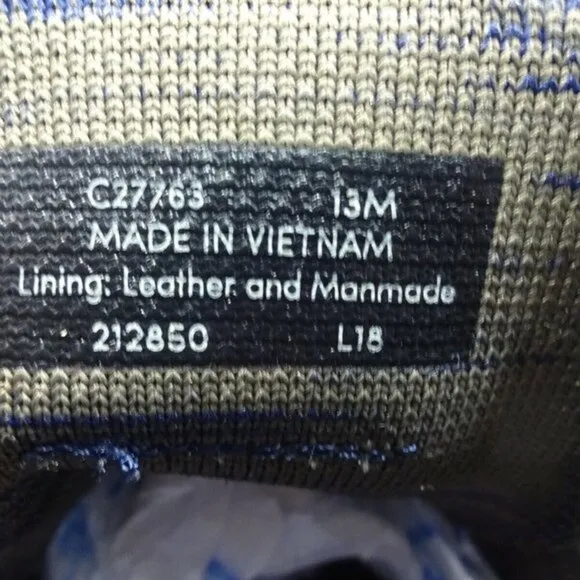 C27763 13M
MADE IN VIETNAM
Lining: Leather and Manmade
212850 L18